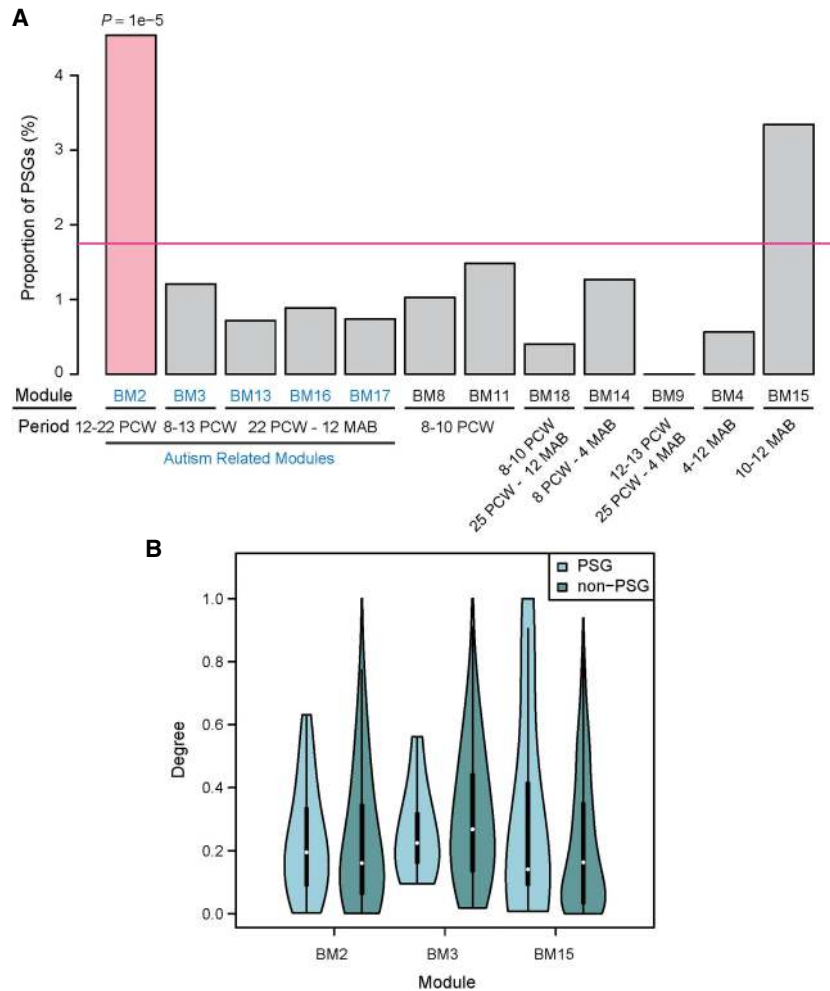 A
P = 1e−5
Proportion of PSGs (%)
4
3
2
1
0
Module BM2 BM3 BM13 BM16 BM17 BM8 BM11 BM18 BM14 BM9 BM4 BM15
Period 12-22 PCW 8-13 PCW 22 PCW - 12 MAB 8-10 PCW
8-10 PCW
25 PCW - 12 MAB
8 PCW - 4 MAB
12-13 PCW
25 PCW - 4 MAB
4-12 MAB
10-12 MAB
Autism Related Modules
B
PSG
non−PSG
Degree
1.0
0.8
0.6
0.4
0.2
0.0
BM2 BM3 BM15
Module